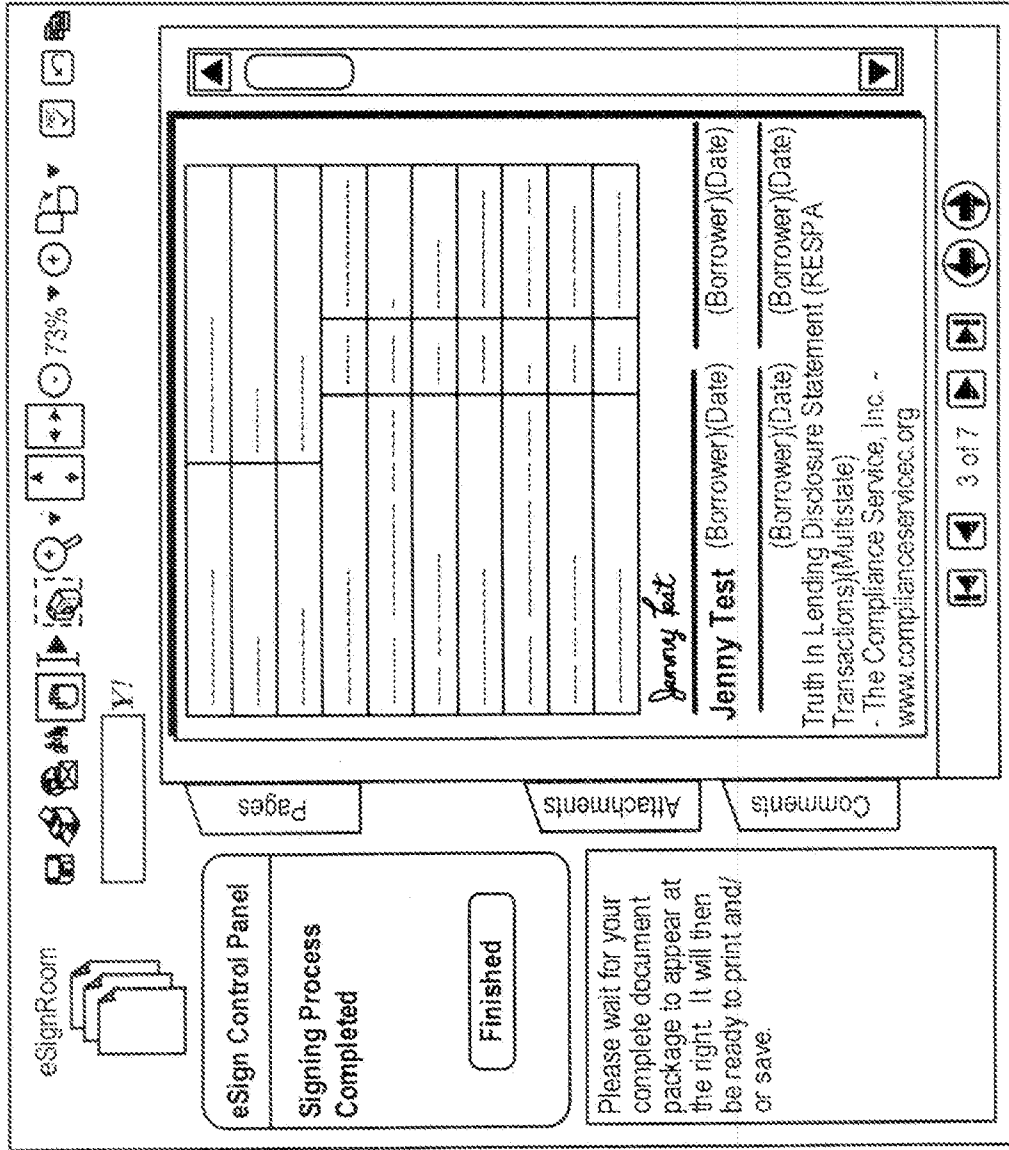 eSignRoom
73%
Y!
eSign Control Panel
Signing Process
Completed
Finished
Please wait for your
complete document
package to appear at
the right. It will then
be ready to print and/
or save.
Pages
Attachments
Comments
Jenny Test
Jenny Test (Borrower)(Date) (Borrower)(Date)
(Borrower)(Date) (Borrower)(Date)
Truth In Lending Disclosure Statement (RESPA
Transactions)(Multistate)
- The Compliance Service, Inc. -
www.complianceservicec.org
3 of 7